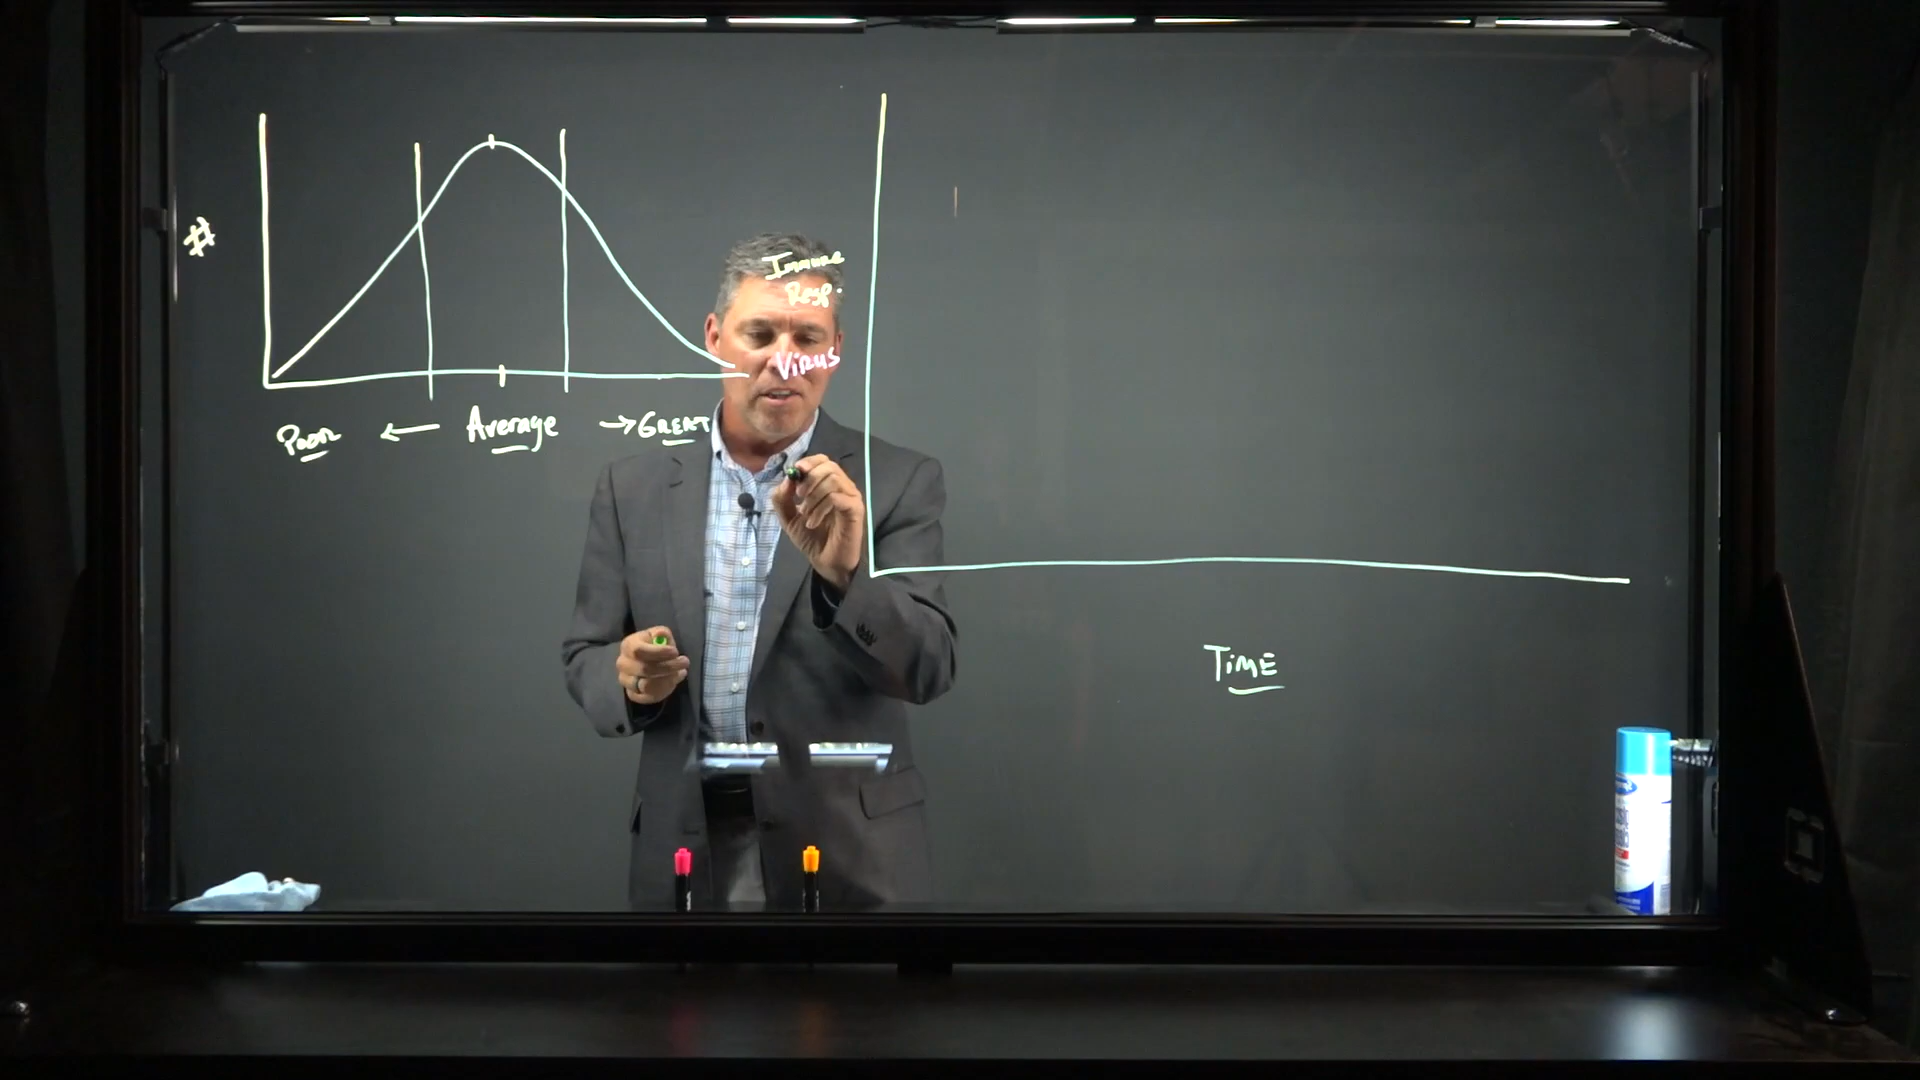 #
Poor ← Average → GREAT
Immune
Resp.
Virus
TiME